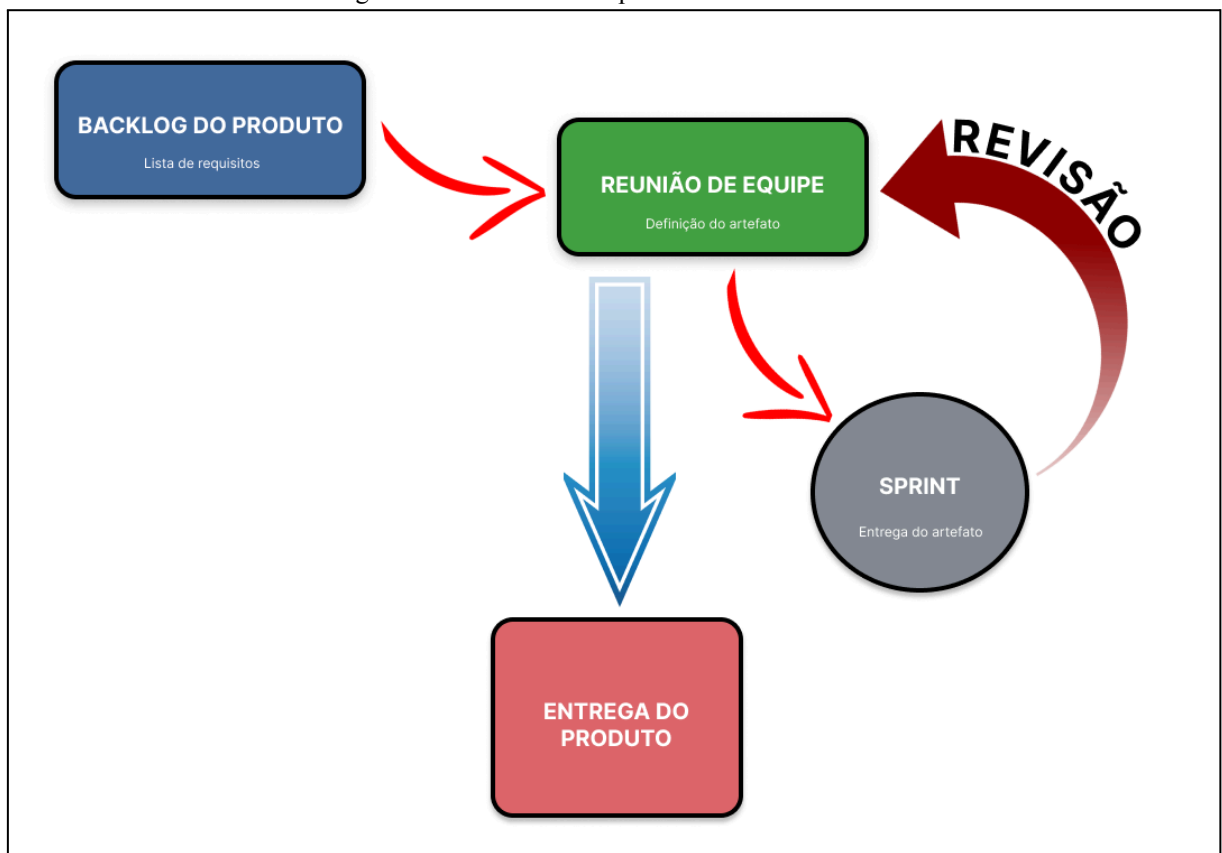 BACKLOG DO PRODUTO
Lista de requisitos
REUNIÃO DE EQUIPE
Definição do artefato
REVISÃO
SPRINT
Entrega do artefato
ENTREGA DO
PRODUTO